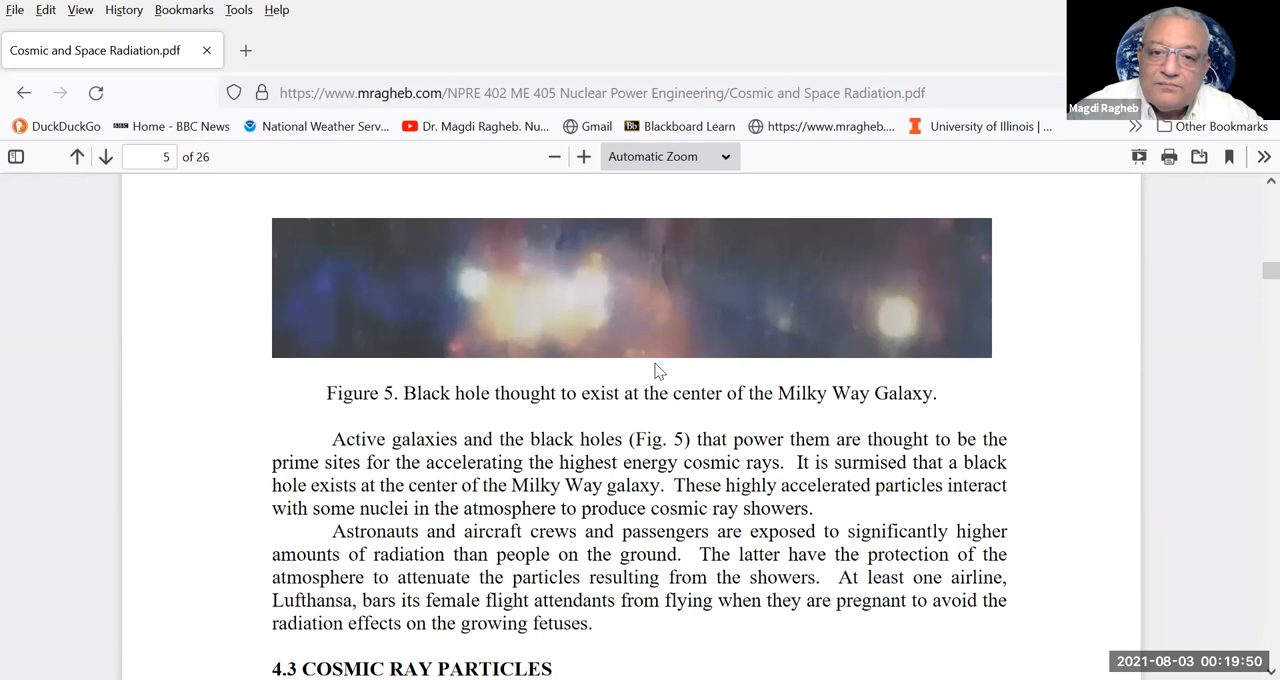 File Edit View History Bookmarks Tools Help
Cosmic and Space Radiation.pdf
https://www.mragheb.com/NPRE 402 ME 405 Nuclear Power Engineering/Cosmic and Space Radiation.pdf
Magdi Ragheb
DuckDuckGo BBC Home - BBC News National Weather Serv... Dr. Magdi Ragheb. Nu... Gmail Bb Blackboard Learn https://www.mragheb.... I University of Illinois |... Other Bookmarks
5 of 26 Automatic Zoom
Figure 5. Black hole thought to exist at the center of the Milky Way Galaxy.
Active galaxies and the black holes (Fig. 5) that power them are thought to be the
prime sites for the accelerating the highest energy cosmic rays. It is surmised that a black
hole exists at the center of the Milky Way galaxy. These highly accelerated particles interact
with some nuclei in the atmosphere to produce cosmic ray showers.
Astronauts and aircraft crews and passengers are exposed to significantly higher
amounts of radiation than people on the ground. The latter have the protection of the
atmosphere to attenuate the particles resulting from the showers. At least one airline,
Lufthansa, bars its female flight attendants from flying when they are pregnant to avoid the
radiation effects on the growing fetuses.
4.3 COSMIC RAY PARTICLES
2021-08-03 00:19:50